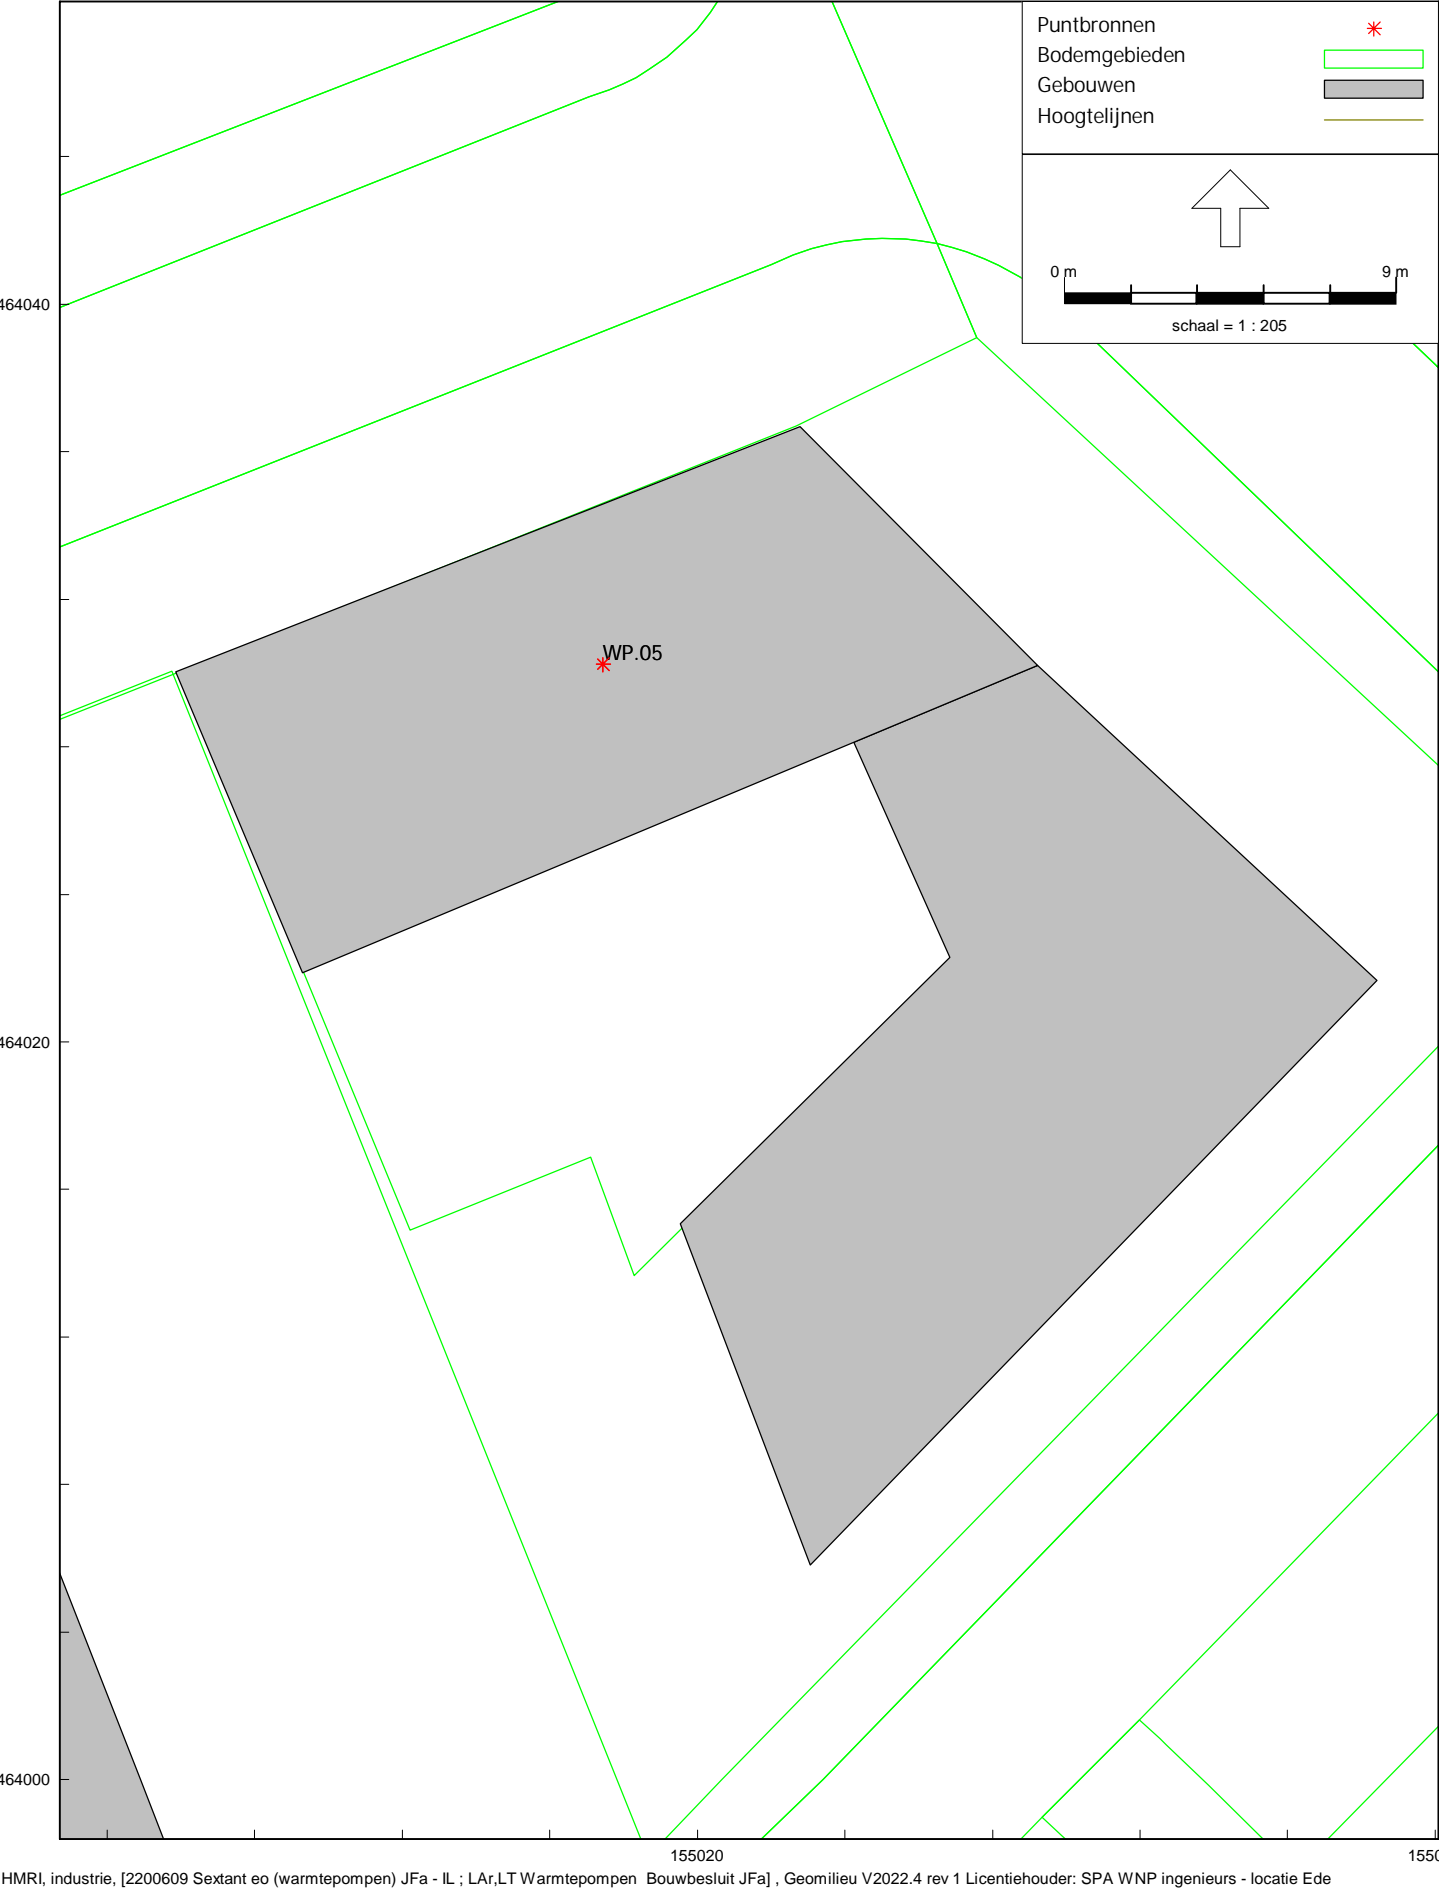 Puntbronnen
Bodemgebieden
Gebouwen
Hoogtelijnen
0 m 9 m
schaal = 1 : 205
464040
WP.05
464020
464000
155020
HMRI, industrie, [2200609 Sextant eo (warmtepompen) JFa - IL ; LAr,LT Warmtepompen Bouwbesluit JFa] , Geomilieu V2022.4 rev 1 Licentiehouder: SPA WNP ingenieurs - locatie Ede